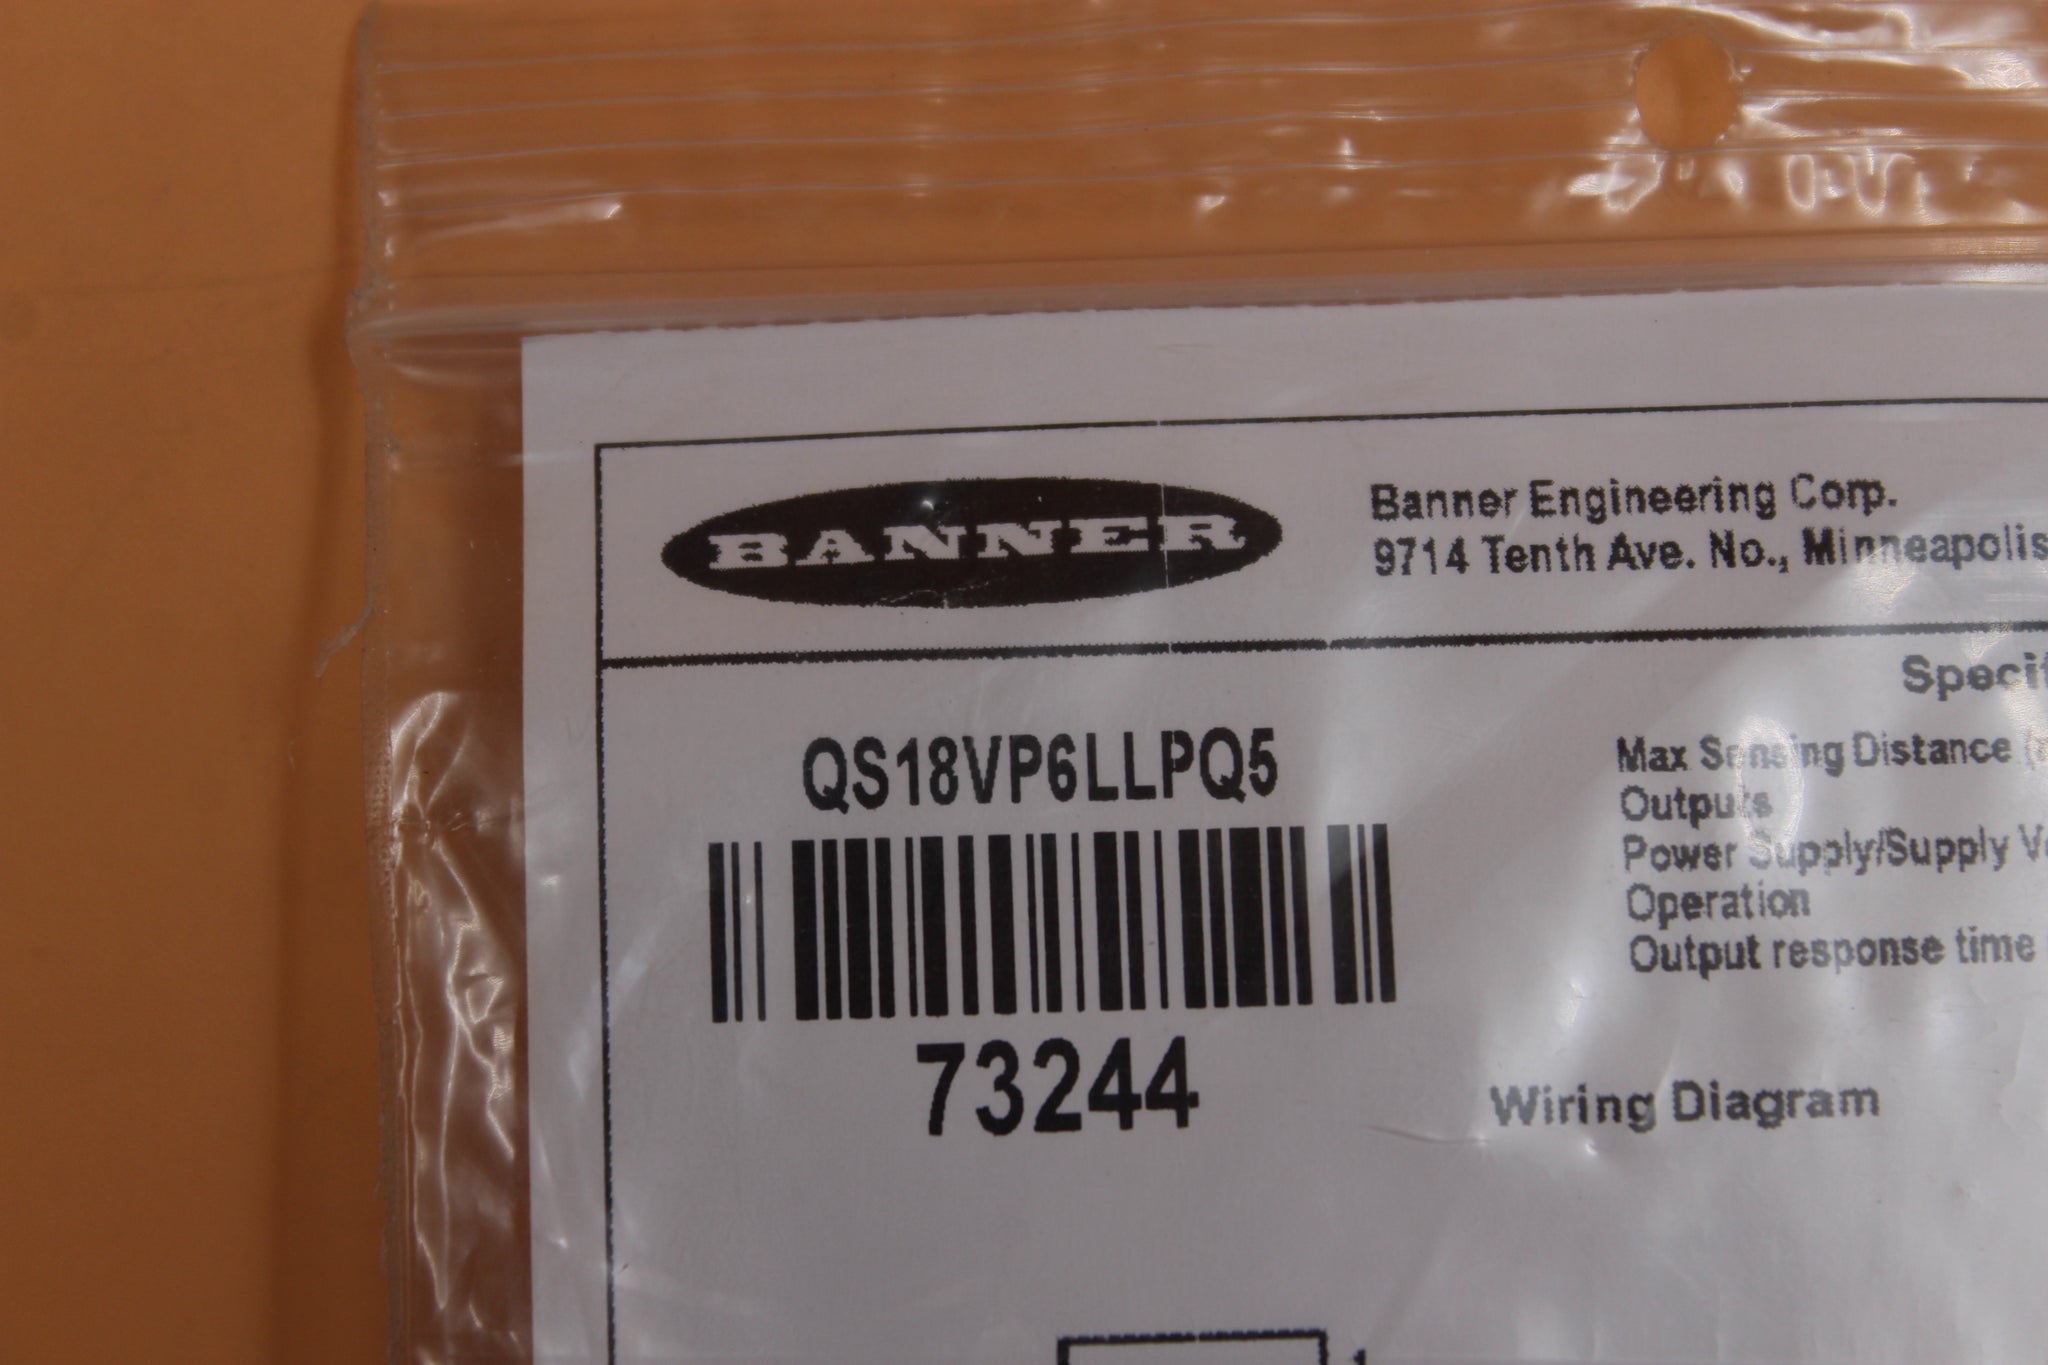 BANNER
Banner Engineering Corp.
9714 Tenth Ave. No., Minneapolis
QS18VP6LLPQ5
73244
Max Sensing Distance
Outputs
Power Supply/Supply
Operation
Output response time
Wiring Diagram
1